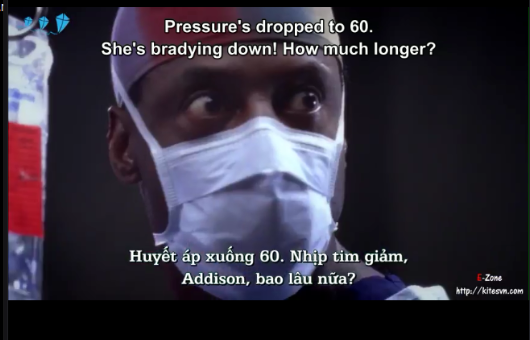 Pressure's dropped to 60.
She's bradying down! How much longer?
Huyết áp xuống 60. Nhịp tim giảm,
Addison, bao lâu nữa?
E-Zone
http://kitesvn.com